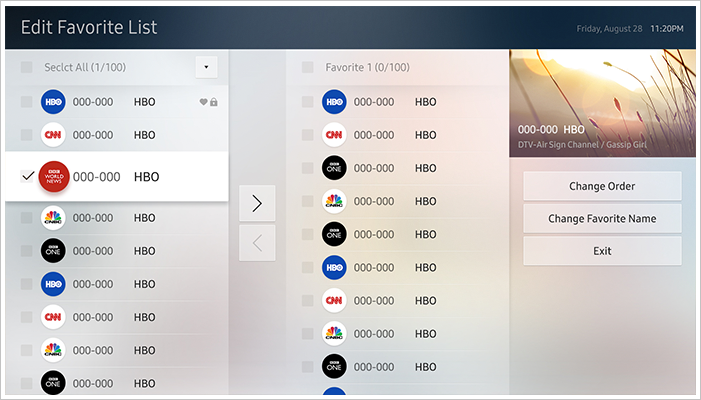 Edit Favorite List
Friday, August 28 11:20PM
Seclct All (1/100)
HBO 000-000 HBO
CNN 000-000 HBO
BBC WORLD NEWS 000-000 HBO
CNBC 000-000 HBO
BBC ONE 000-000 HBO
HBO 000-000 HBO
CNN 000-000 HBO
CNBC 000-000 HBO
BBC ONE 000-000 HBO
Favorite 1 (0/100)
HBO 000-000 HBO
CNN 000-000 HBO
BBC ONE 000-000 HBO
CNBC 000-000 HBO
BBC ONE 000-000 HBO
HBO 000-000 HBO
CNN 000-000 HBO
CNBC 000-000 HBO
BBC ONE 000-000 HBO
000-000 HBO
DTV-Air Sign Channel / Gassip Girl
Change Order
Change Favorite Name
Exit